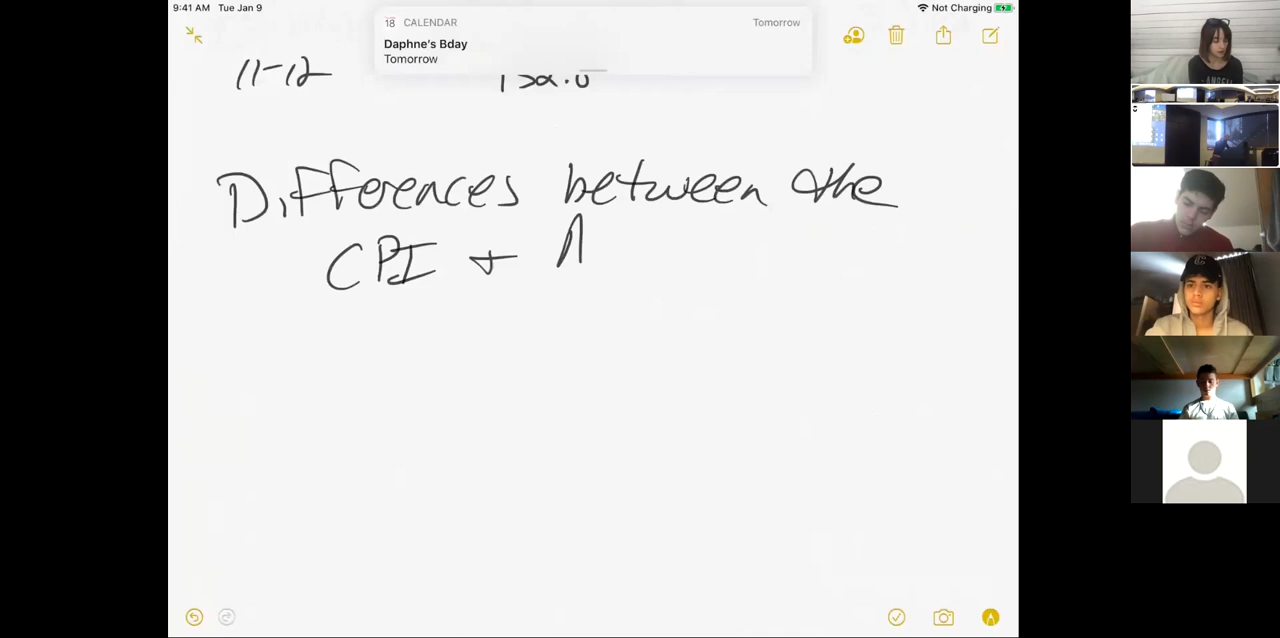 9:41 AM Tue Jan 9
Not Charging
18 CALENDAR
Tomorrow
Daphne's Bday
Tomorrow
11-12
Differences between the
CPI +